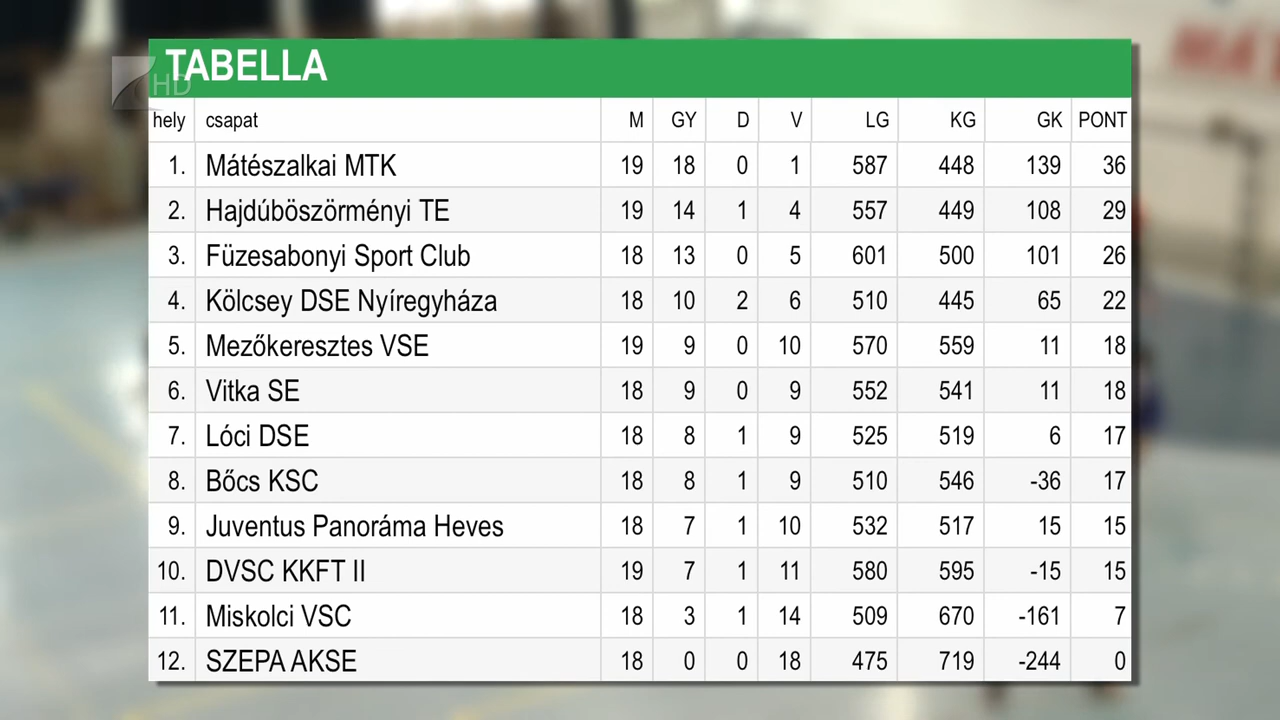 TABELLA
HD
hely csapat M GY D V LG KG GK PONT
1. Mátészalkai MTK 19 18 0 1 587 448 139 36
2. Hajdúböszörményi TE 19 14 1 4 557 449 108 29
3. Füzesabonyi Sport Club 18 13 0 5 601 500 101 26
4. Kölcsey DSE Nyíregyháza 18 10 2 6 510 445 65 22
5. Mezőkeresztes VSE 19 9 0 10 570 559 11 18
6. Vitka SE 18 9 0 9 552 541 11 18
7. Lóci DSE 18 8 1 9 525 519 6 17
8. Bőcs KSC 18 8 1 9 510 546 -36 17
9. Juventus Panoráma Heves 18 7 1 10 532 517 15 15
10. DVSC KKFT II 19 7 1 11 580 595 -15 15
11. Miskolci VSC 18 3 1 14 509 670 -161 7
12. SZEPA AKSE 18 0 0 18 475 719 -244 0